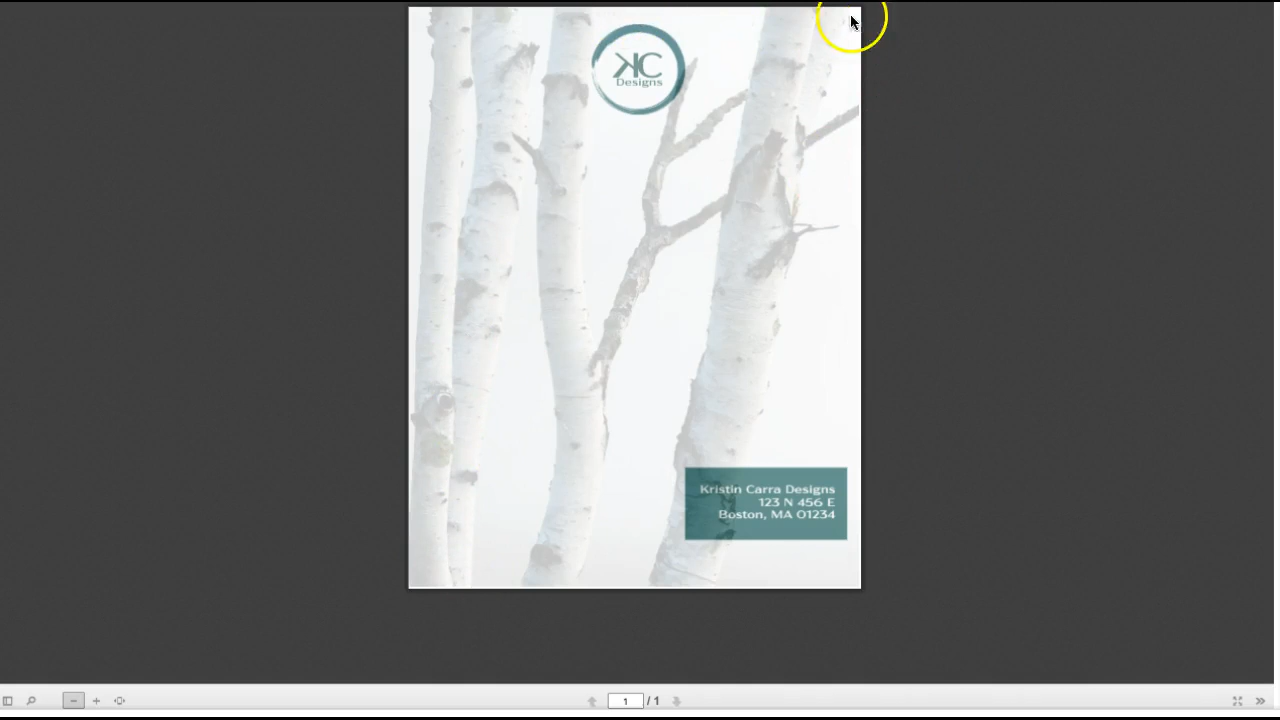 KC
Designs
Kristin Carra Designs
123 N 456 E
Boston, MA 01234
1 / 1